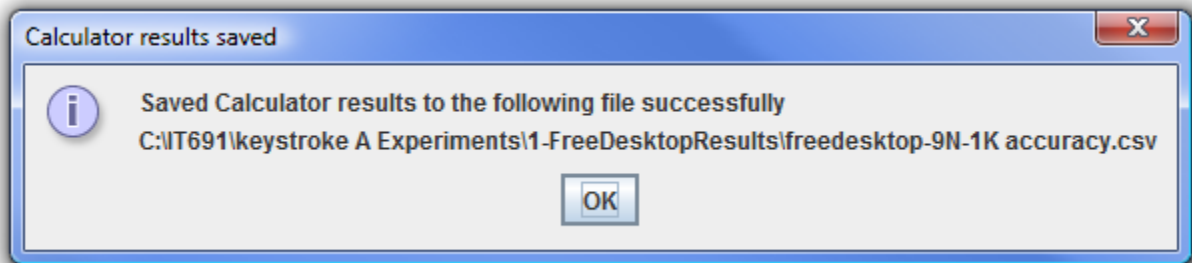 Calculator results saved
Saved Calculator results to the following file successfully
C:\IT691\keystroke A Experiments\1-FreeDesktopResults\freedesktop-9N-1K accuracy.csv
OK